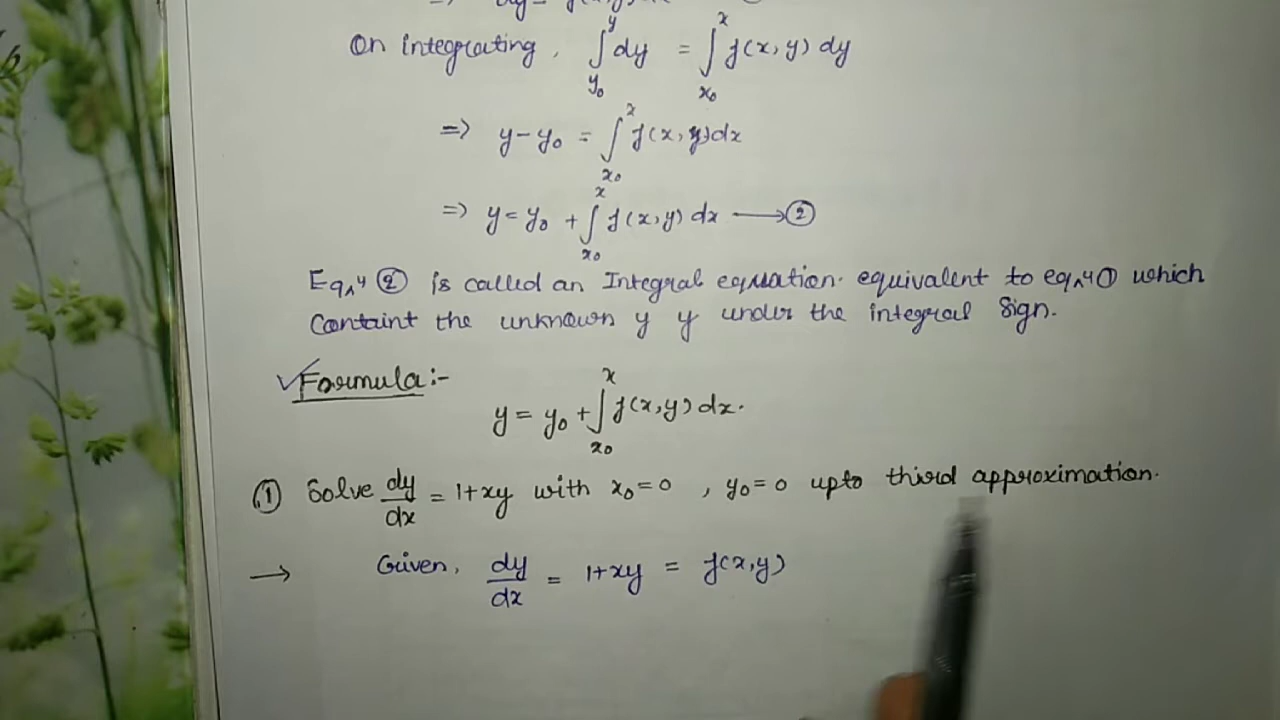 On integrating, ∫_{y₀}^{y} dy = ∫_{x₀}^{x} f(x,y) dy
=> y-y₀ = ∫_{x₀}^{x} f(x,y)dx
=> y=y₀ + ∫_{x₀}^{x} f(x,y) dx ⟶②
Eqn ② is called an Integral equation. equivalent to eqn ① which
Containt the unknown y y under the integral Sign.
✓Formula:-
y = y₀ + ∫_{x₀}^{x} f(x,y) dx.
① Solve dy/dx = 1+xy with x₀=0 , y₀=0 upto third approximation.
→ Given, dy/dx = 1+xy = f(x,y)